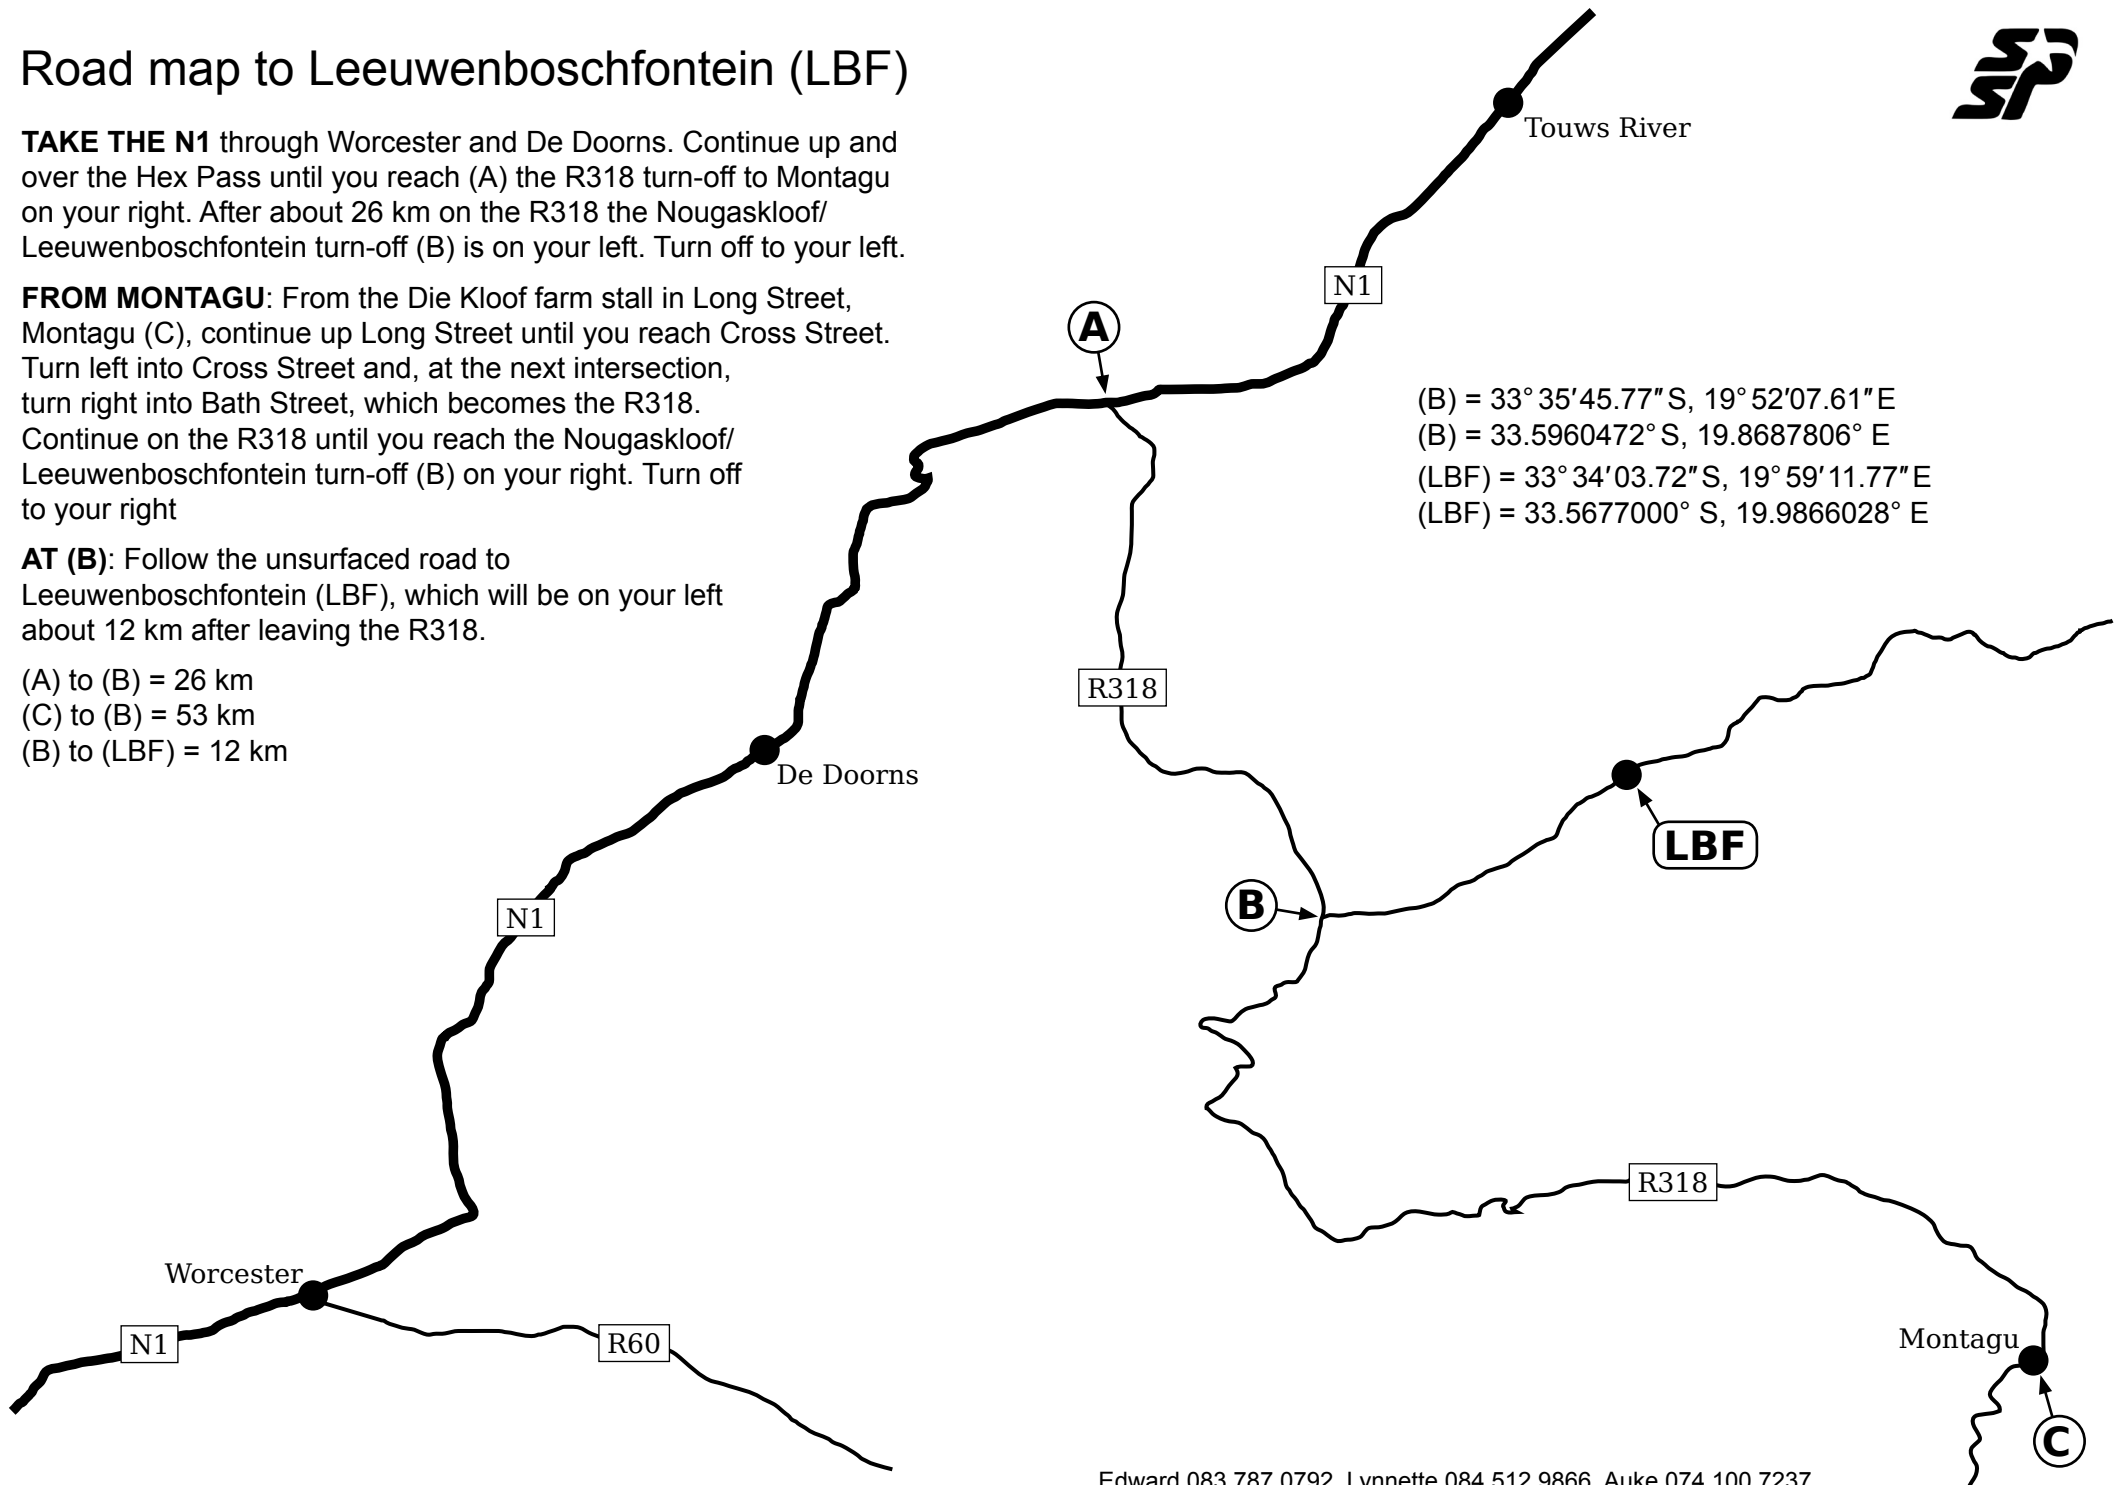 Road map to Leeuwenboschfontein (LBF)
TAKE THE N1 through Worcester and De Doorns. Continue up and
over the Hex Pass until you reach (A) the R318 turn-off to Montagu
on your right. After about 26 km on the R318 the Nougaskloof/
Leeuwenboschfontein turn-off (B) is on your left. Turn off to your left.
FROM MONTAGU: From the Die Kloof farm stall in Long Street,
Montagu (C), continue up Long Street until you reach Cross Street.
Turn left into Cross Street and, at the next intersection,
turn right into Bath Street, which becomes the R318.
Continue on the R318 until you reach the Nougaskloof/
Leeuwenboschfontein turn-off (B) on your right. Turn off
to your right
AT (B): Follow the unsurfaced road to
Leeuwenboschfontein (LBF), which will be on your left
about 12 km after leaving the R318.
(A) to (B) = 26 km
(C) to (B) = 53 km
(B) to (LBF) = 12 km
Touws River
N1
A
(B) = 33° 35′45.77″ S, 19° 52′07.61″ E
(B) = 33.5960472° S, 19.8687806° E
(LBF) = 33° 34′03.72″ S, 19° 59′11.77″ E
(LBF) = 33.5677000° S, 19.9866028° E
R318
De Doorns
LBF
B
N1
R318
Worcester
N1
R60
Montagu
C
Edward 083 787 0792, Lynnette 084 512 9866, Auke 074 100 7237